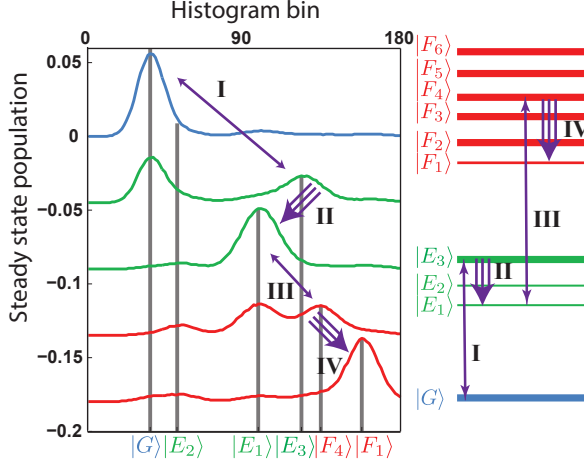 Histogram bin
0 90 180
Steady state population
0.05
0
−0.05
−0.1
−0.15
−0.2
I
II
III
IV
|G⟩ |E₂⟩ |E₁⟩ |E₃⟩ |F₄⟩ |F₁⟩
|F₆⟩
|F₅⟩
|F₄⟩
|F₃⟩
|F₂⟩
|F₁⟩
IV
III
|E₃⟩
II
|E₂⟩
|E₁⟩
I
|G⟩